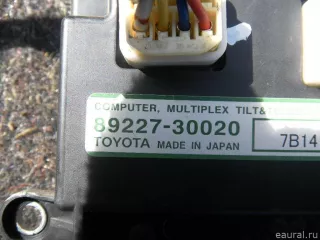 COMPUTER, MULTIPLEX TILT&
89227-30020
TOYOTA MADE IN JAPAN
7B14
eaural.ru